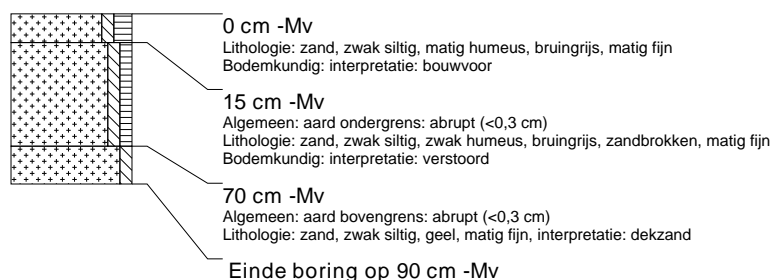 0 cm -Mv
Lithologie: zand, zwak siltig, matig humeus, bruingrijs, matig fijn
Bodemkundig: interpretatie: bouwvoor
15 cm -Mv
Algemeen: aard ondergrens: abrupt (<0,3 cm)
Lithologie: zand, zwak siltig, zwak humeus, bruingrijs, zandbrokken, matig fijn
Bodemkundig: interpretatie: verstoord
70 cm -Mv
Algemeen: aard bovengrens: abrupt (<0,3 cm)
Lithologie: zand, zwak siltig, geel, matig fijn, interpretatie: dekzand
Einde boring op 90 cm -Mv